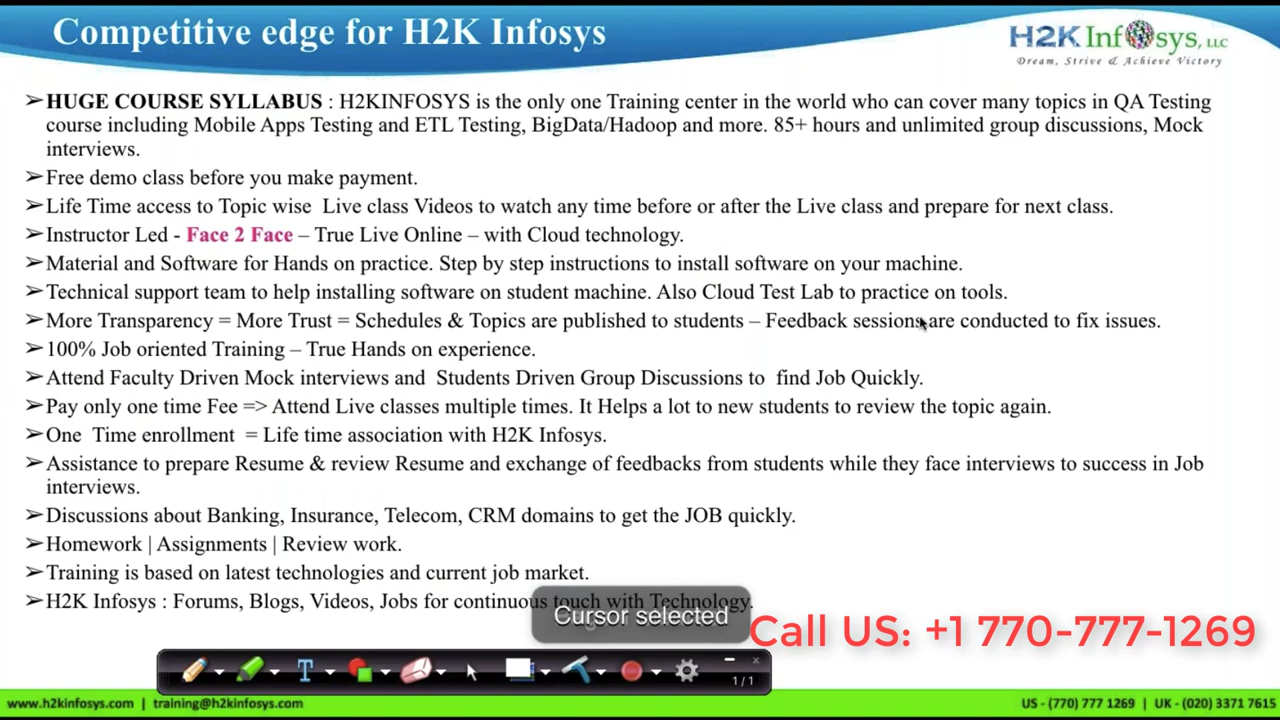 Competitive edge for H2K Infosys
H2K Infosys, LLC
Dream, Strive & Achieve Victory
➢HUGE COURSE SYLLABUS : H2KINFOSYS is the only one Training center in the world who can cover many topics in QA Testing
course including Mobile Apps Testing and ETL Testing, BigData/Hadoop and more. 85+ hours and unlimited group discussions, Mock
interviews.
➢Free demo class before you make payment.
➢Life Time access to Topic wise Live class Videos to watch any time before or after the Live class and prepare for next class.
➢Instructor Led - Face 2 Face – True Live Online – with Cloud technology.
➢Material and Software for Hands on practice. Step by step instructions to install software on your machine.
➢Technical support team to help installing software on student machine. Also Cloud Test Lab to practice on tools.
➢More Transparency = More Trust = Schedules & Topics are published to students – Feedback sessions are conducted to fix issues.
➢100% Job oriented Training – True Hands on experience.
➢Attend Faculty Driven Mock interviews and Students Driven Group Discussions to find Job Quickly.
➢Pay only one time Fee => Attend Live classes multiple times. It Helps a lot to new students to review the topic again.
➢One Time enrollment = Life time association with H2K Infosys.
➢Assistance to prepare Resume & review Resume and exchange of feedbacks from students while they face interviews to success in Job
interviews.
➢Discussions about Banking, Insurance, Telecom, CRM domains to get the JOB quickly.
➢Homework | Assignments | Review work.
➢Training is based on latest technologies and current job market.
➢H2K Infosys : Forums, Blogs, Videos, Jobs for continuous touch with Technology.
Cursor selected
Call US: +1 770-777-1269
1/1
www.h2kinfosys.com | training@h2kinfosys.com
US - (770) 777 1269 | UK - (020) 3371 7615